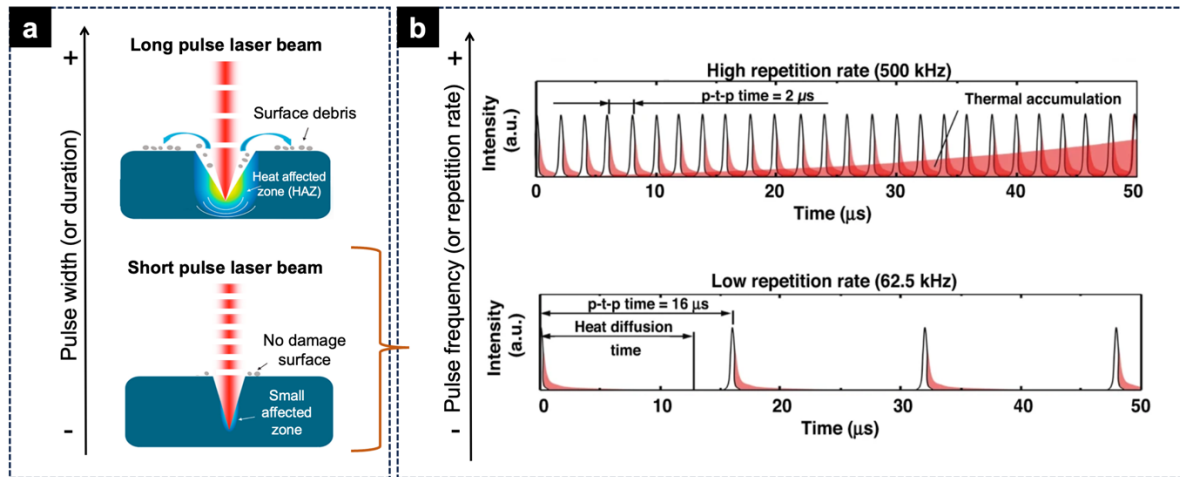 a
+
Pulse width (or duration)
-
Long pulse laser beam
Surface debris
Heat affected
zone (HAZ)
Short pulse laser beam
No damage
surface
Small
affected
zone
b
+
Pulse frequency (or repetition rate)
-
High repetition rate (500 kHz)
p-t-p time = 2 μs
Thermal accumulation
Intensity
(a.u.)
0 10 20 30 40 50
Time (μs)
Low repetition rate (62.5 kHz)
p-t-p time = 16 μs
Heat diffusion
time
Intensity
(a.u.)
0 10 20 30 40 50
Time (μs)